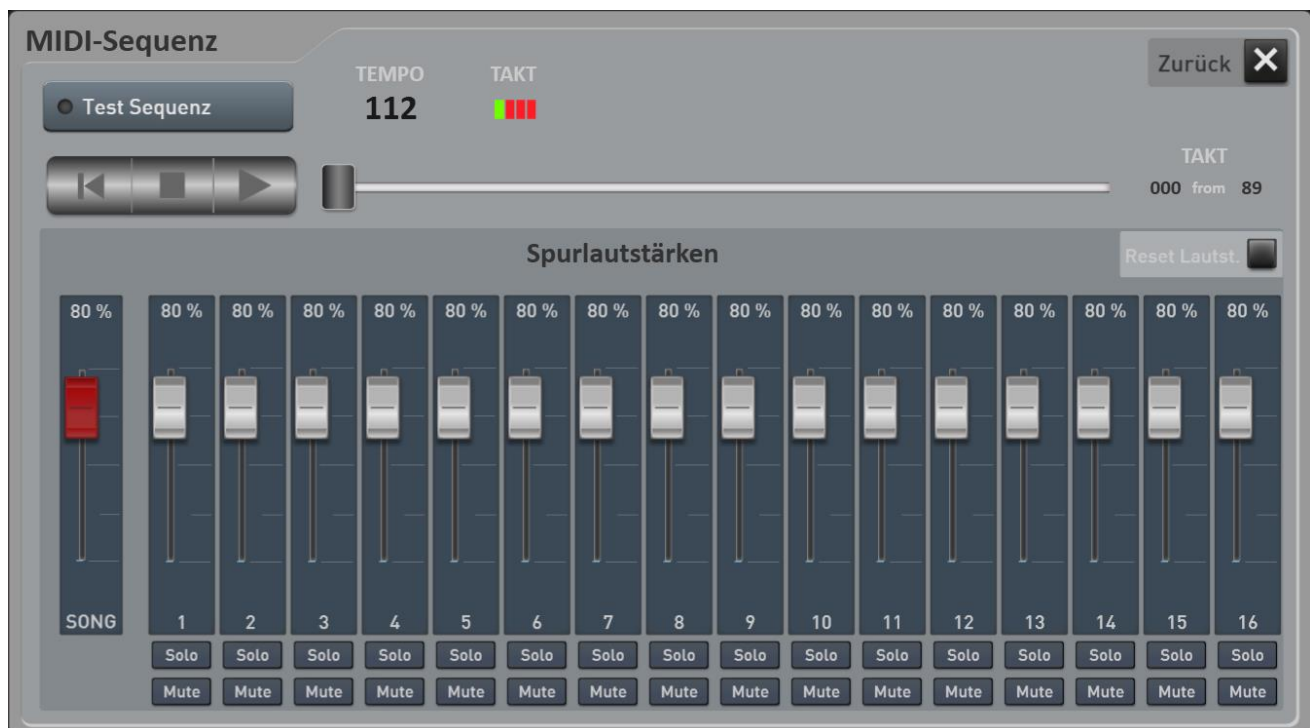 MIDI-Sequenz
Zurück
TEMPO TAKT
Test Sequenz 112
TAKT
000 from 89
Spurlautstärken
Reset Lautst.
80 % 80 % 80 % 80 % 80 % 80 % 80 % 80 % 80 % 80 % 80 % 80 % 80 % 80 % 80 % 80 % 80 %
SONG 1 2 3 4 5 6 7 8 9 10 11 12 13 14 15 16
Solo Solo Solo Solo Solo Solo Solo Solo Solo Solo Solo Solo Solo Solo Solo Solo
Mute Mute Mute Mute Mute Mute Mute Mute Mute Mute Mute Mute Mute Mute Mute Mute